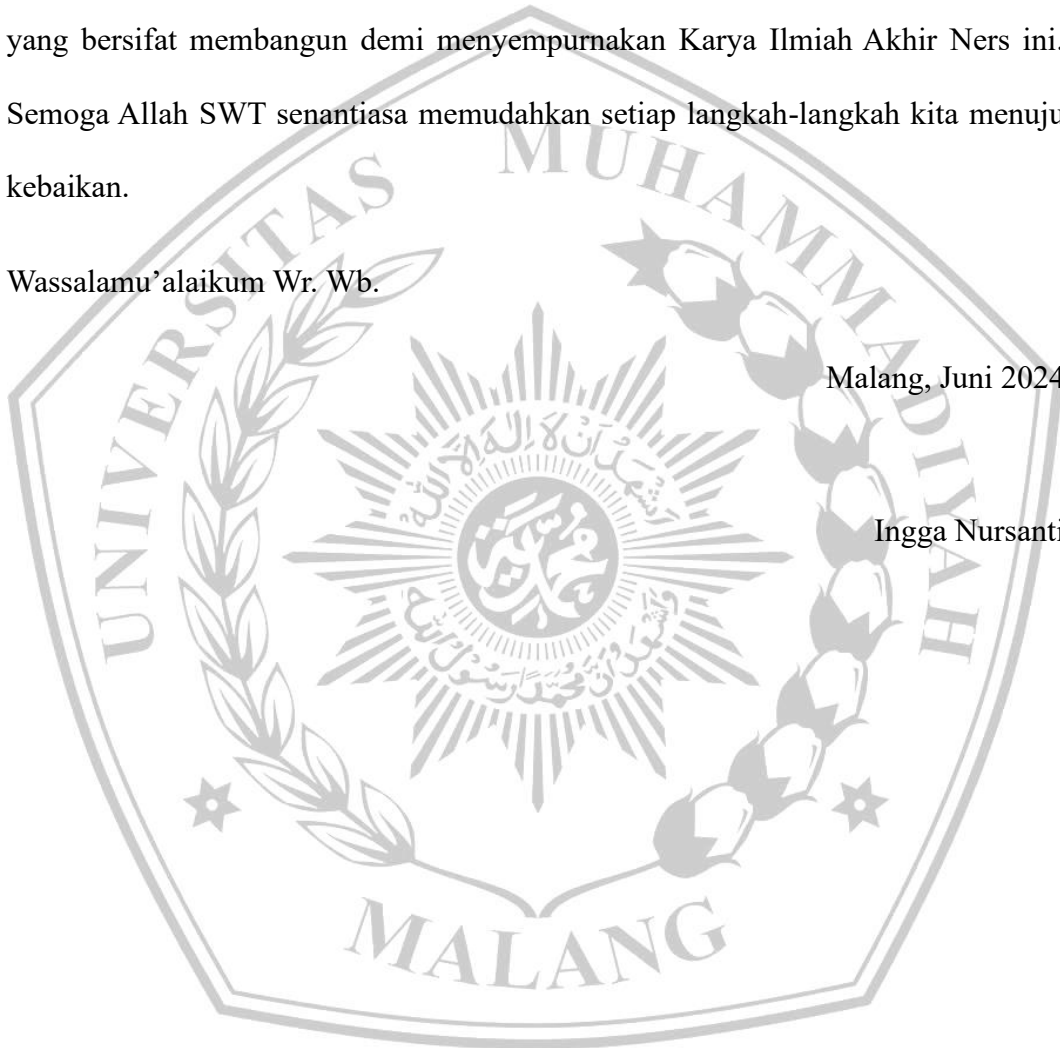 yang bersifat membangun demi menyempurnakan Karya Ilmiah Akhir Ners ini.
Semoga Allah SWT senantiasa memudahkan setiap langkah-langkah kita menuju
kebaikan.
Wassalamu’alaikum Wr. Wb.
Malang, Juni 2024
Ingga Nursanti
UNIVERSITAS MUHAMMADIYAH
MALANG